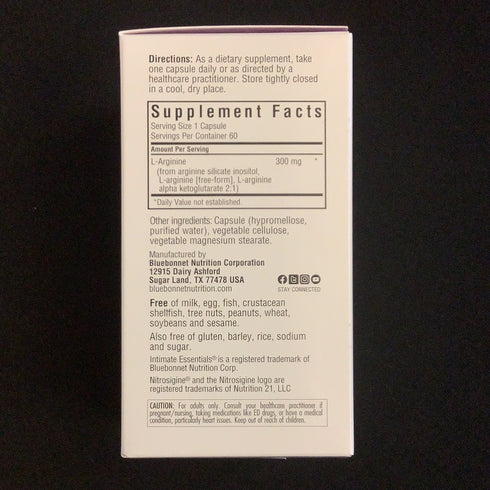 Directions: As a dietary supplement, take
one capsule daily or as directed by a
healthcare practitioner. Store tightly closed
in a cool, dry place.
Supplement Facts
Serving Size 1 Capsule
Servings Per Container 60
Amount Per Serving
L-Arginine 300 mg *
(from arginine silicate inositol,
L-arginine [free-form], L-arginine
alpha ketoglutarate 2:1)
*Daily Value not established.
Other ingredients: Capsule (hypromellose,
purified water), vegetable cellulose,
vegetable magnesium stearate.
Manufactured by
Bluebonnet Nutrition Corporation
12915 Dairy Ashford
Sugar Land, TX 77478 USA
bluebonnetnutrition.com
STAY CONNECTED
Free of milk, egg, fish, crustacean
shellfish, tree nuts, peanuts, wheat,
soybeans and sesame.
Also free of gluten, barley, rice, sodium
and sugar.
Intimate Essentials® is a registered trademark of
Bluebonnet Nutrition Corp.
Nitrosigine® and the Nitrosigine logo are
registered trademarks of Nutrition 21, LLC
CAUTION: For adults only. Consult your healthcare practitioner if
pregnant/nursing, taking medications like ED drugs, or have a medical
condition, particularly heart issues. Keep out of reach of children.